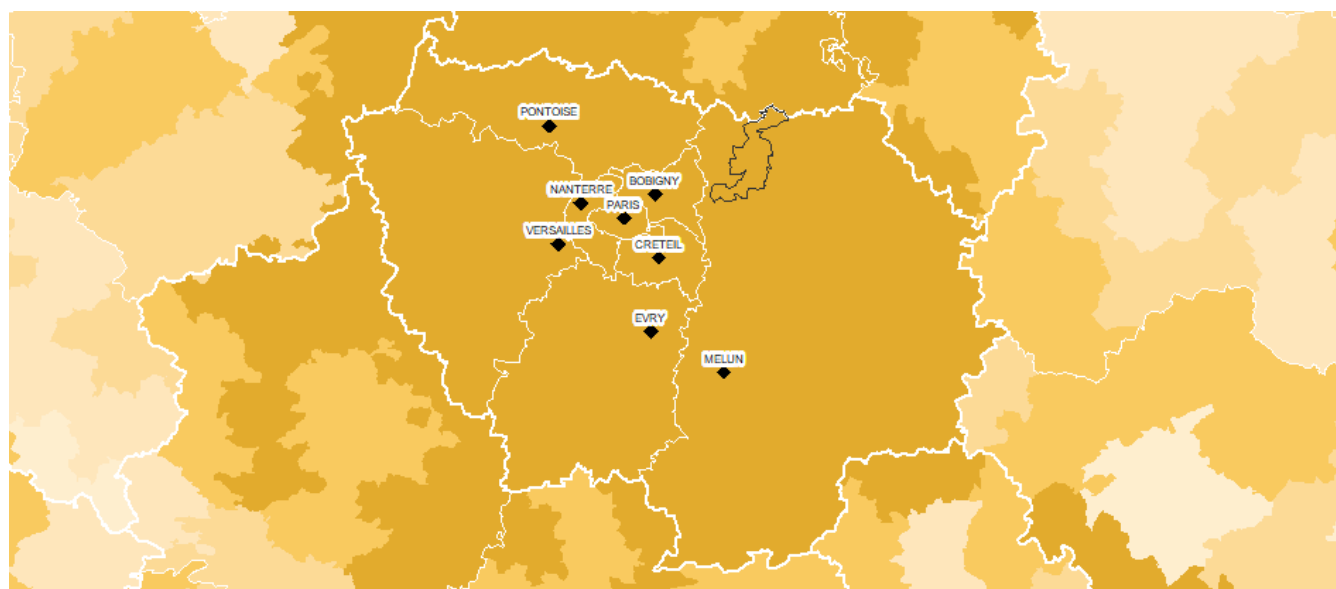 PONTOISE
NANTERRE
BOBIGNY
PARIS
VERSAILLES
CRETEIL
EVRY
MELUN